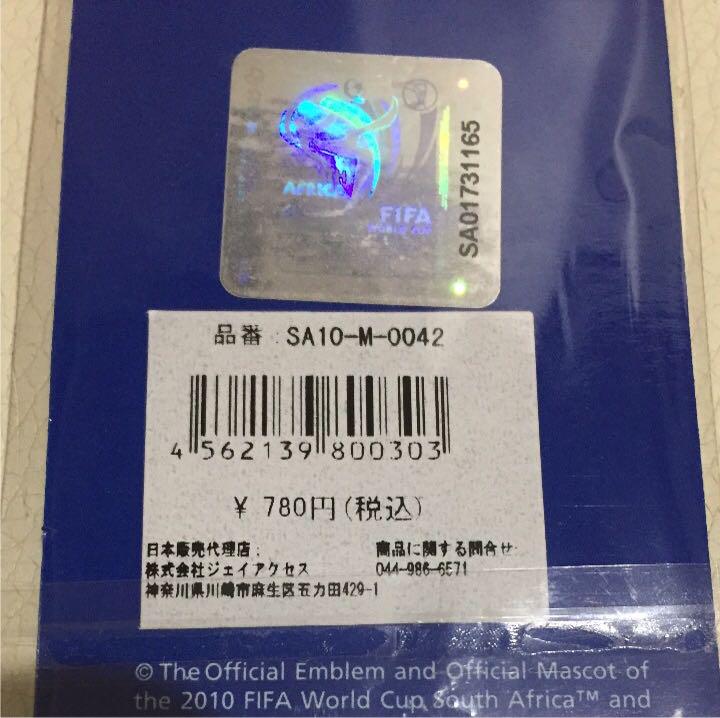 AFRICA
FIFA
WORLD CUP
SA01731165
品番 SA10-M-0042
4 562139 800303
¥ 780円(税込)
日本販売代理店:
株式会社ジェイアクセス
神奈川県川崎市麻生区五力田429-1
商品に関する問合せ:
044-986-6571
© The Official Emblem and Official Mascot of
the 2010 FIFA World Cup South Africa™ and